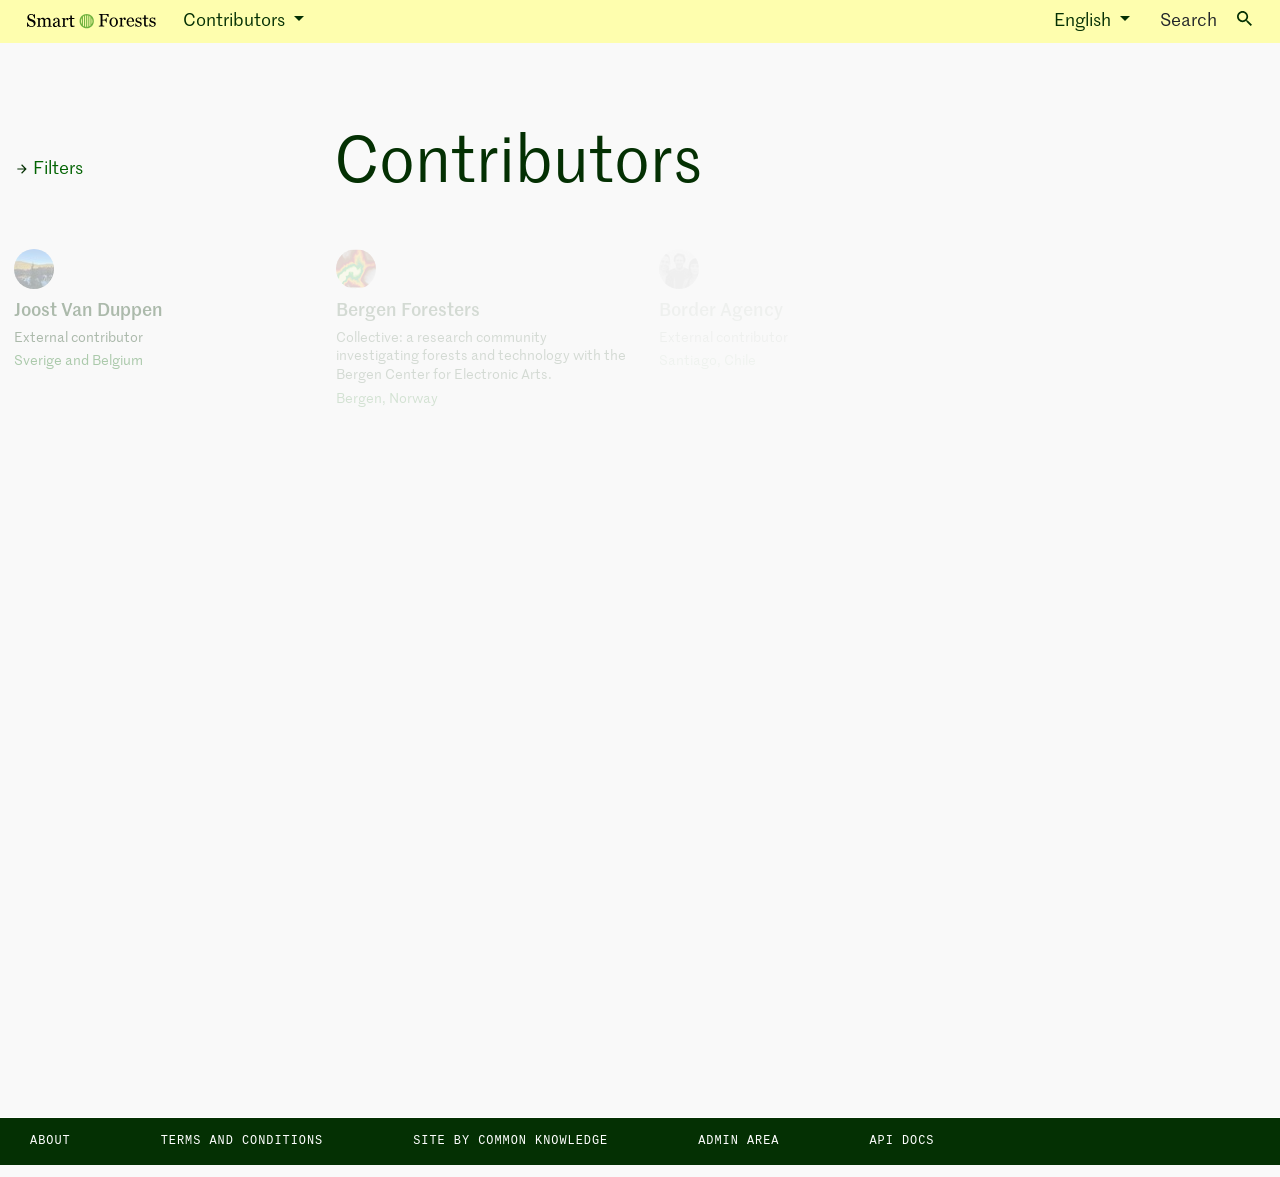 Smart Forests
Contributors
English
Search
Filters
Contributors
Joost Van Duppen
External contributor
Sverige and Belgium
Bergen Foresters
Collective: a research community
investigating forests and technology with the
Bergen Center for Electronic Arts.
Bergen, Norway
Border Agency
External contributor
Santiago, Chile
ABOUT
TERMS AND CONDITIONS
SITE BY COMMON KNOWLEDGE
ADMIN AREA
API DOCS